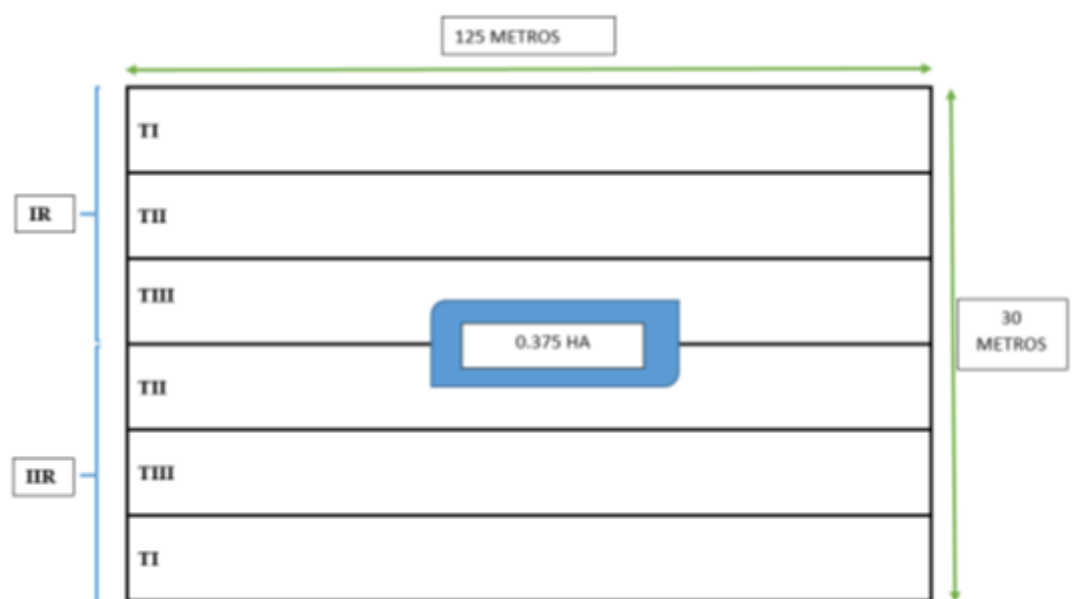 125 METROS
TI
IR
TII
TIII
0.375 HA
30
METROS
TII
IIR
TIII
TI